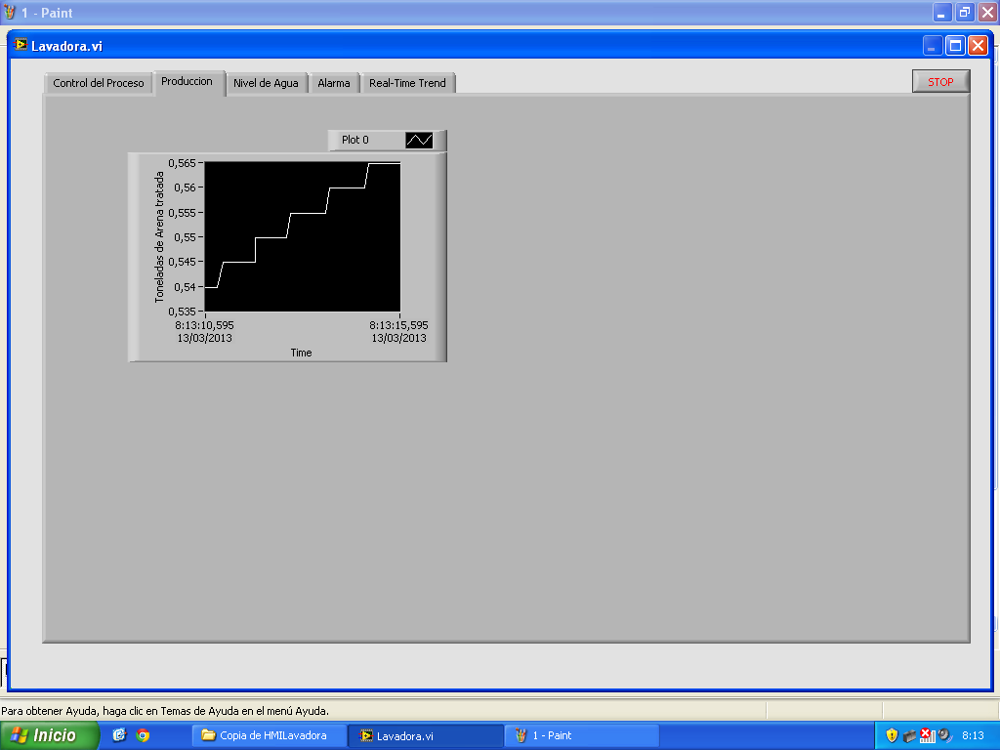 1 - Paint
Lavadora.vi
Control del Proceso
Produccion
Nivel de Agua
Alarma
Real-Time Trend
STOP
Plot 0
Toneladas de Arena tratada
0,565
0,56
0,555
0,55
0,545
0,54
0,535
8:13:10,595
13/03/2013
8:13:15,595
13/03/2013
Time
Para obtener Ayuda, haga clic en Temas de Ayuda en el menú Ayuda.
Inicio
Copia de HMILavadora
Lavadora.vi
1 - Paint
8:13